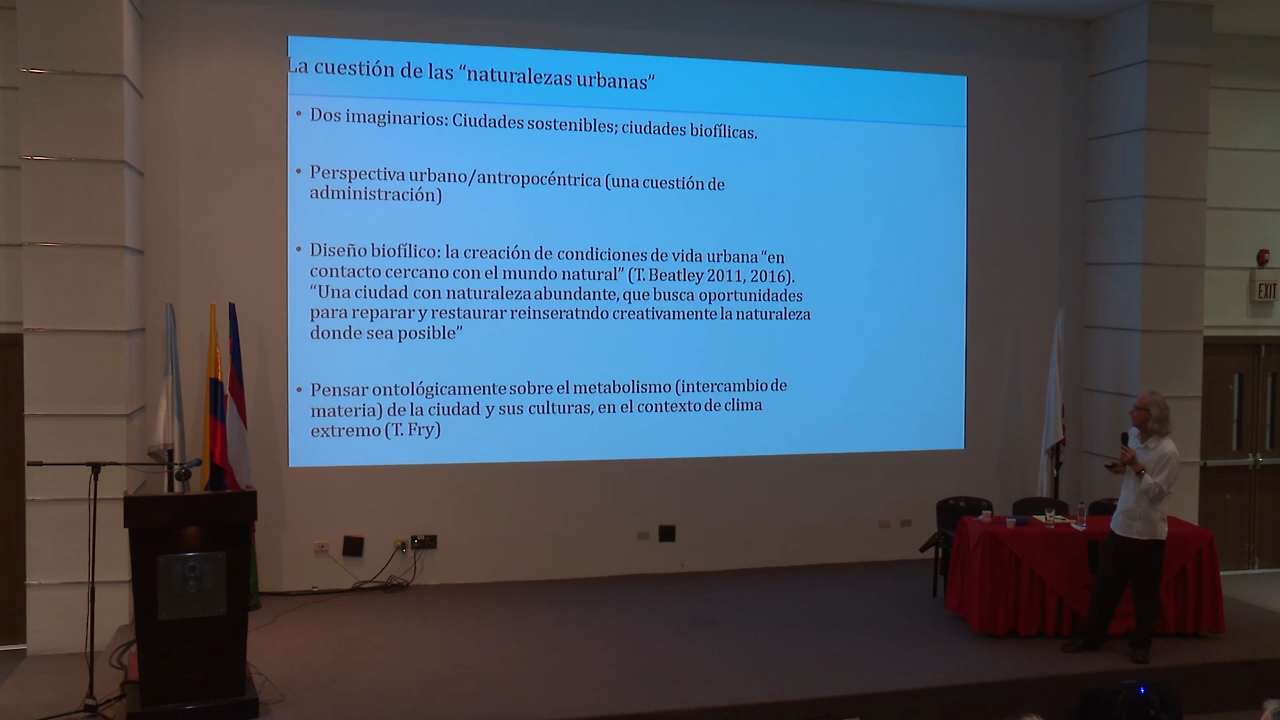 La cuestión de las “naturalezas urbanas”
• Dos imaginarios: Ciudades sostenibles; ciudades biofílicas.
• Perspectiva urbano/antropocéntrica (una cuestión de
administración)
• Diseño biofílico: la creación de condiciones de vida urbana “en
contacto cercano con el mundo natural” (T. Beatley 2011, 2016).
“Una ciudad con naturaleza abundante, que busca oportunidades
para reparar y restaurar reinseratndo creativamente la naturaleza
donde sea posible”
• Pensar ontológicamente sobre el metabolismo (intercambio de
materia) de la ciudad y sus culturas, en el contexto de clima
extremo (T. Fry)
EXIT